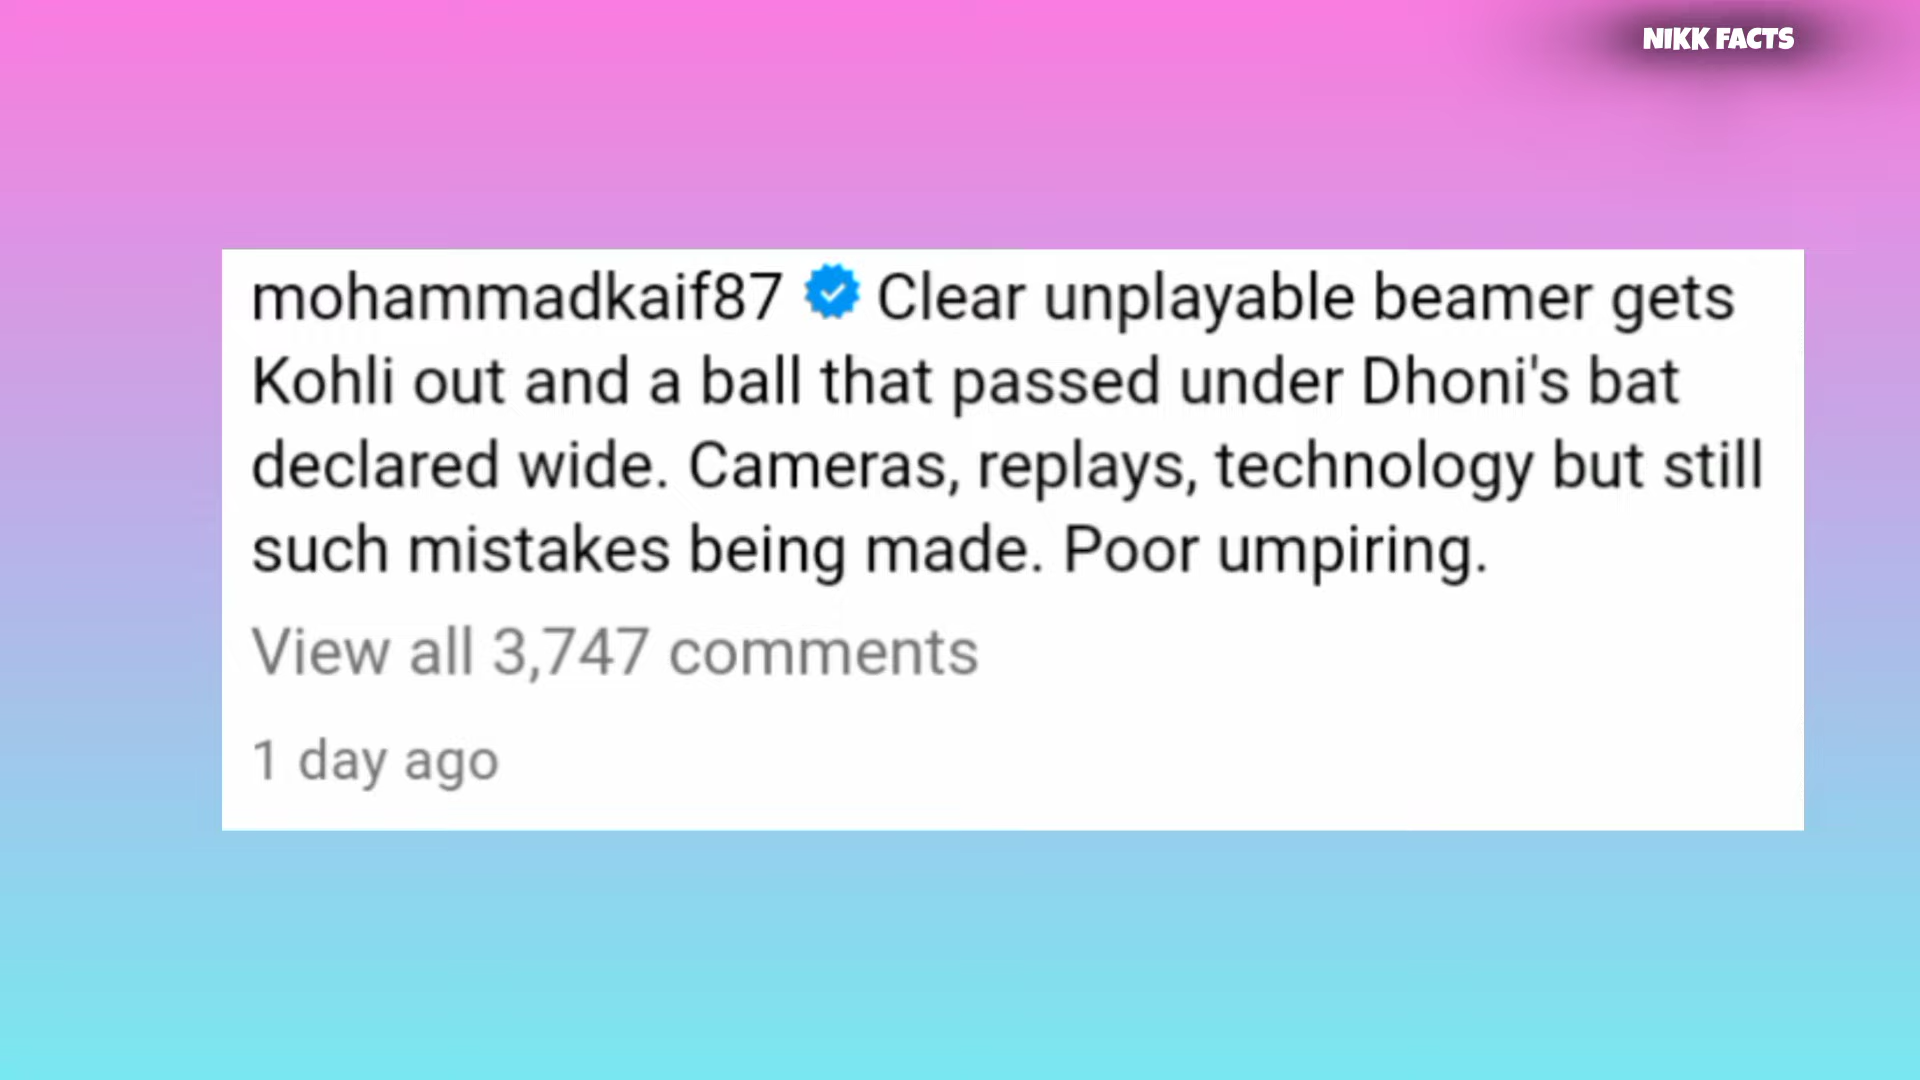 NIKK FACTS
mohammadkaif87 Clear unplayable beamer gets
Kohli out and a ball that passed under Dhoni's bat
declared wide. Cameras, replays, technology but still
such mistakes being made. Poor umpiring.
View all 3,747 comments
1 day ago